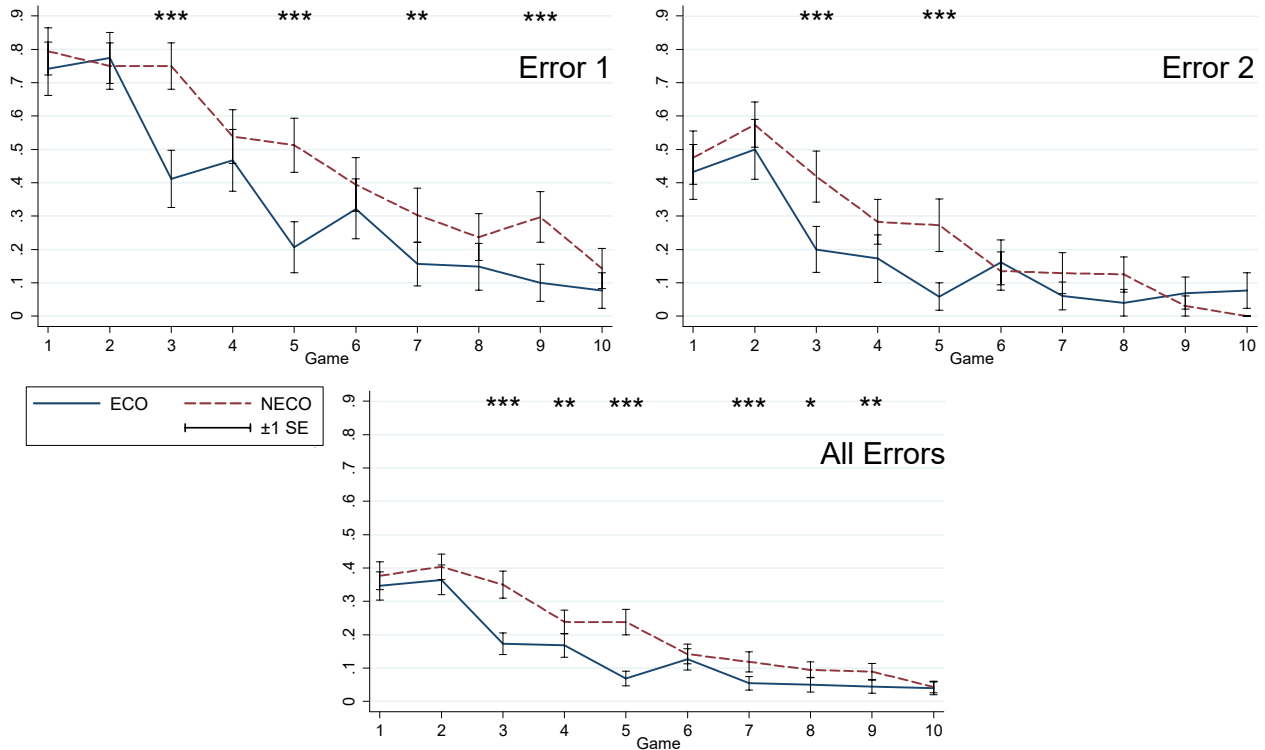 *** *** ** ***
Error 1
.9
.8
.7
.6
.5
.4
.3
.2
.1
0
1 2 3 4 5 6 7 8 9 10
Game
*** ***
Error 2
.9
.8
.7
.6
.5
.4
.3
.2
.1
0
1 2 3 4 5 6 7 8 9 10
Game
ECO NECO
±1 SE
*** ** *** *** * **
All Errors
.9
.8
.7
.6
.5
.4
.3
.2
.1
0
1 2 3 4 5 6 7 8 9 10
Game